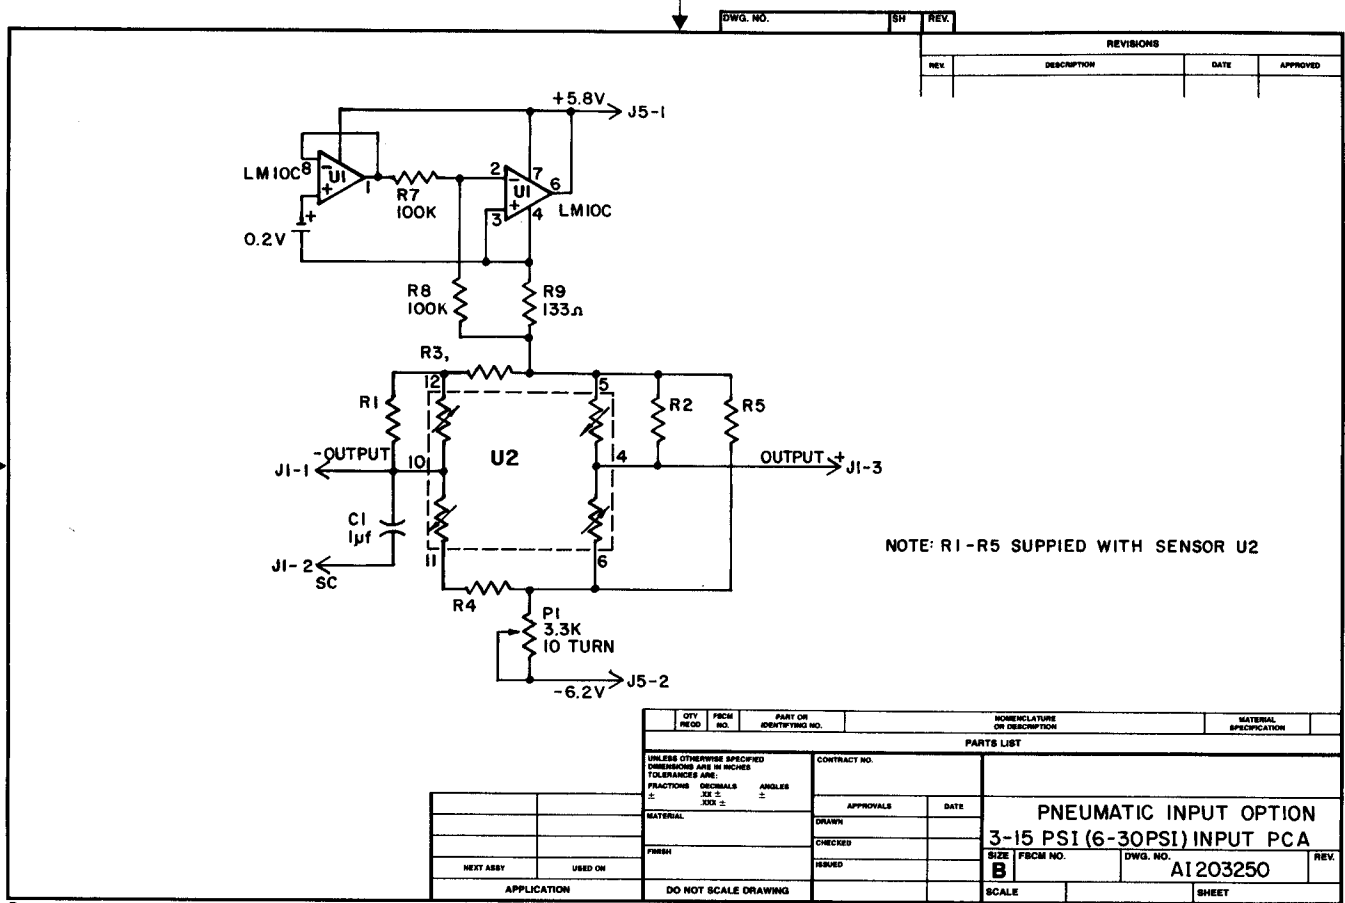 DWG. NO. SH REV.
REVISIONS
REV. DESCRIPTION DATE APPROVED
+5.8V J5-1
LM10C 8 - U1 + 1
2 - 7 U1 6 + 3 4
LM10C
R7
100K
+
0.2V
R8
100K
R9
133Ω
R3,
12 5
R1 R2 R5
-OUTPUT 10 U2 4 OUTPUT +
J1-1 J1-3
C1
1μf
11 6
J1-2
SC
NOTE: R1-R5 SUPPIED WITH SENSOR U2
R4
P1
3.3K
10 TURN
-6.2V J5-2
QTY REQD FSCM NO. PART OR IDENTIFYING NO. NOMENCLATURE OR DESCRIPTION MATERIAL SPECIFICATION
PARTS LIST
UNLESS OTHERWISE SPECIFIED
DIMENSIONS ARE IN INCHES
TOLERANCES ARE:
FRACTIONS DECIMALS ANGLES
± .XX ± ±
.XXX ±
MATERIAL
FINISH
CONTRACT NO.
APPROVALS DATE
DRAWN
CHECKED
ISSUED
PNEUMATIC INPUT OPTION
3-15 PSI (6-30PSI) INPUT PCA
SIZE FSCM NO. DWG. NO. REV.
B A1203250
NEXT ASSY USED ON
APPLICATION
DO NOT SCALE DRAWING
SCALE SHEET